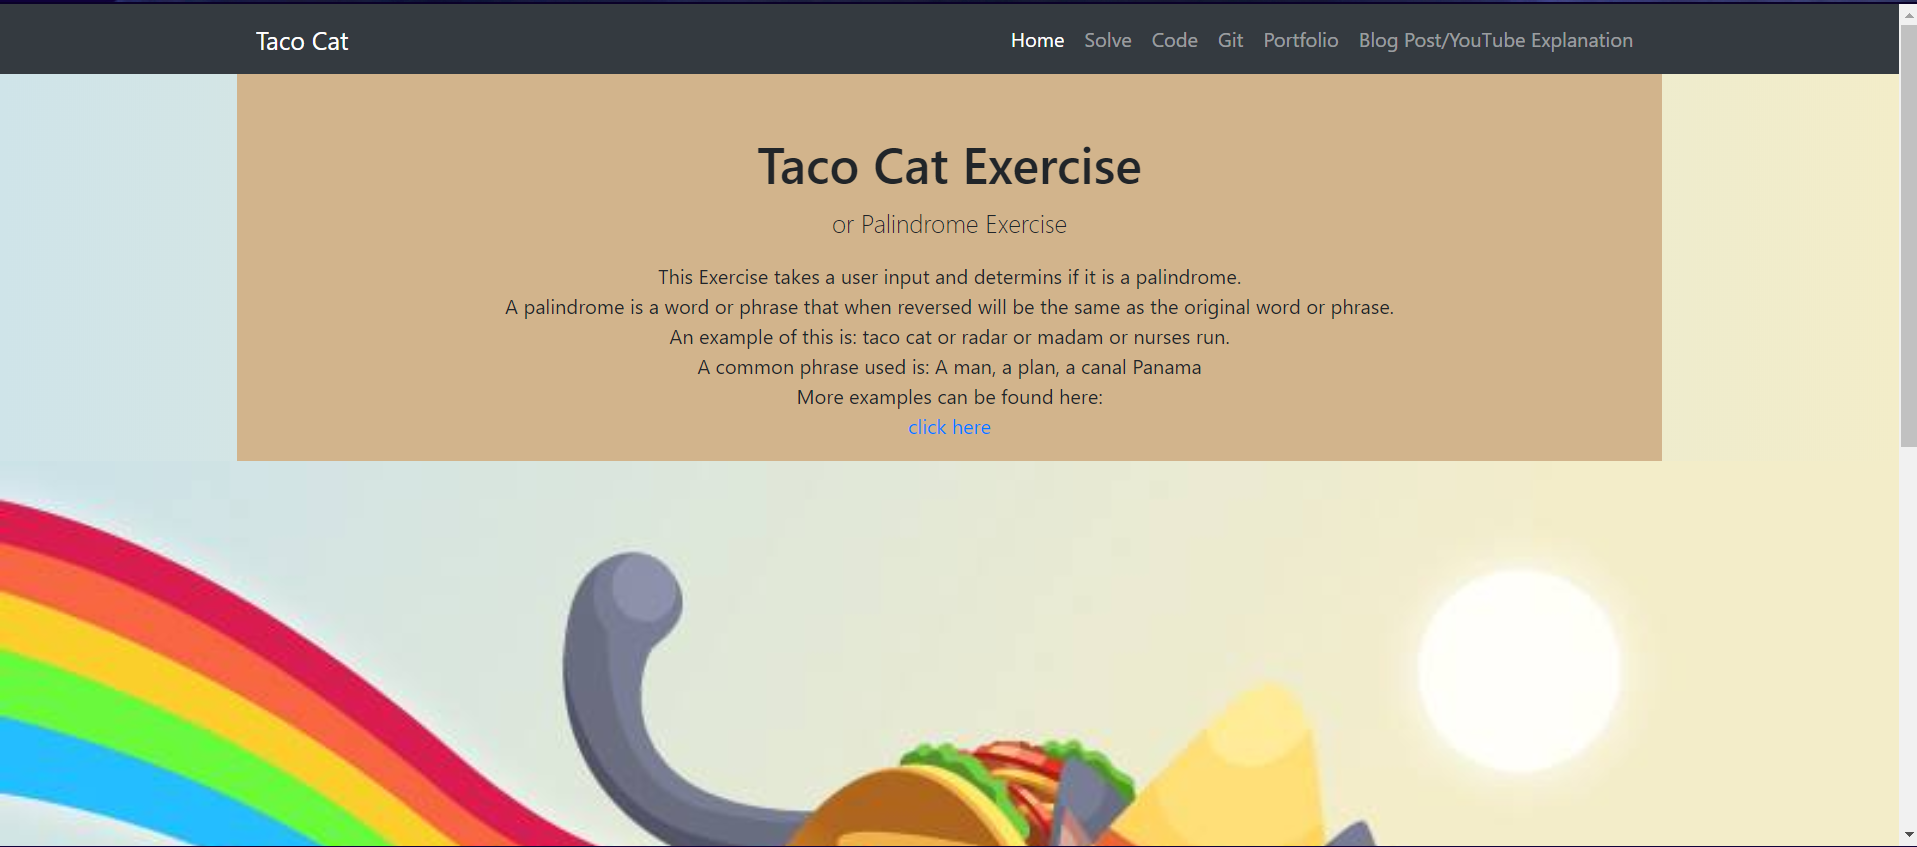 Taco Cat
Home Solve Code Git Portfolio Blog Post/YouTube Explanation
Taco Cat Exercise
or Palindrome Exercise
This Exercise takes a user input and determins if it is a palindrome.
A palindrome is a word or phrase that when reversed will be the same as the original word or phrase.
An example of this is: taco cat or radar or madam or nurses run.
A common phrase used is: A man, a plan, a canal Panama
More examples can be found here:
click here